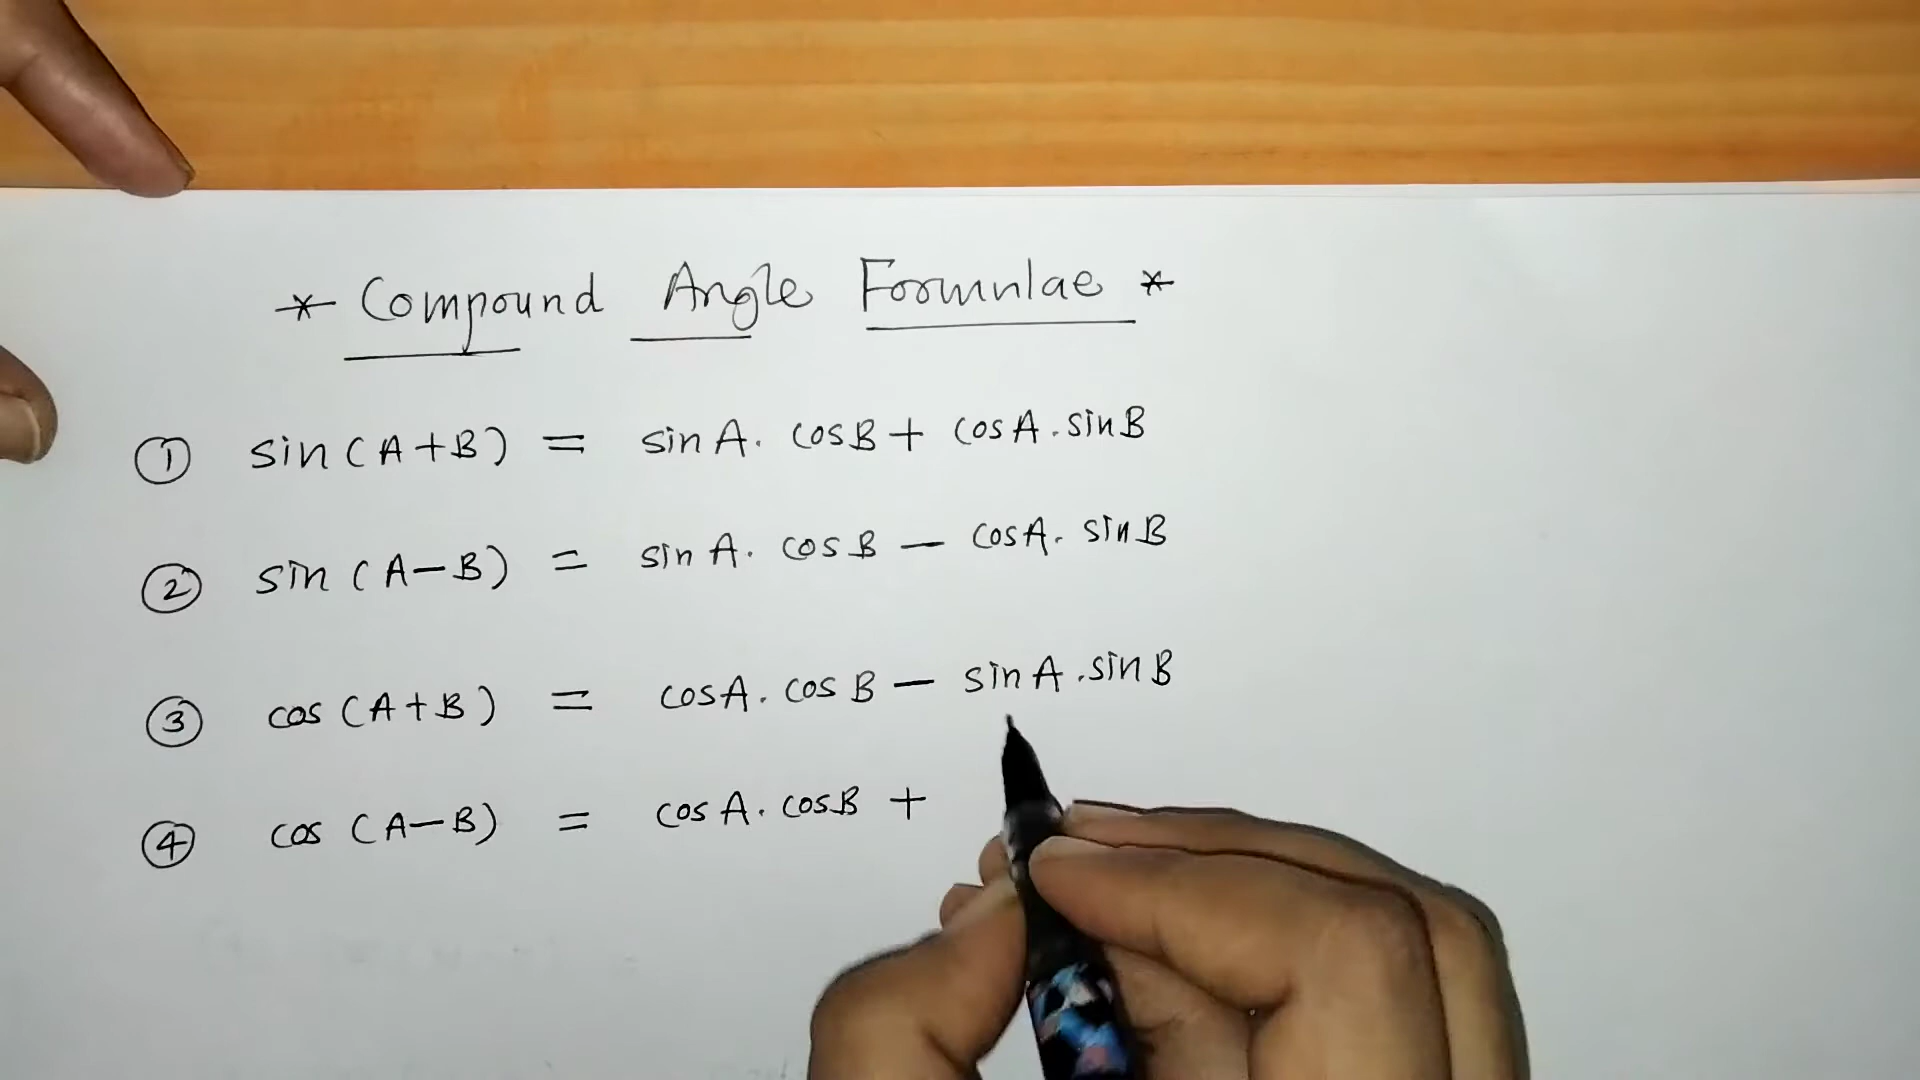 * Compound Angle Formulae *
① sin(A+B) = sinA. cosB + cosA.sinB
② sin(A-B) = sinA. cosB - cosA. sinB
③ cos(A+B) = cosA. cosB - sinA.sinB
④ cos(A-B) = cosA. cosB +